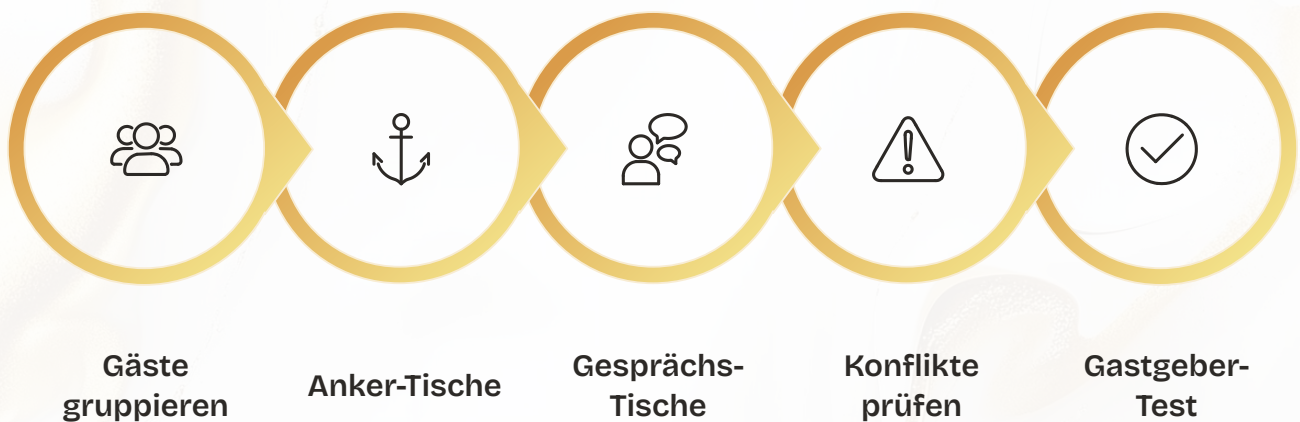 Gäste
gruppieren
Anker-Tische
Gesprächs-
Tische
Konflikte
prüfen
Gastgeber-
Test